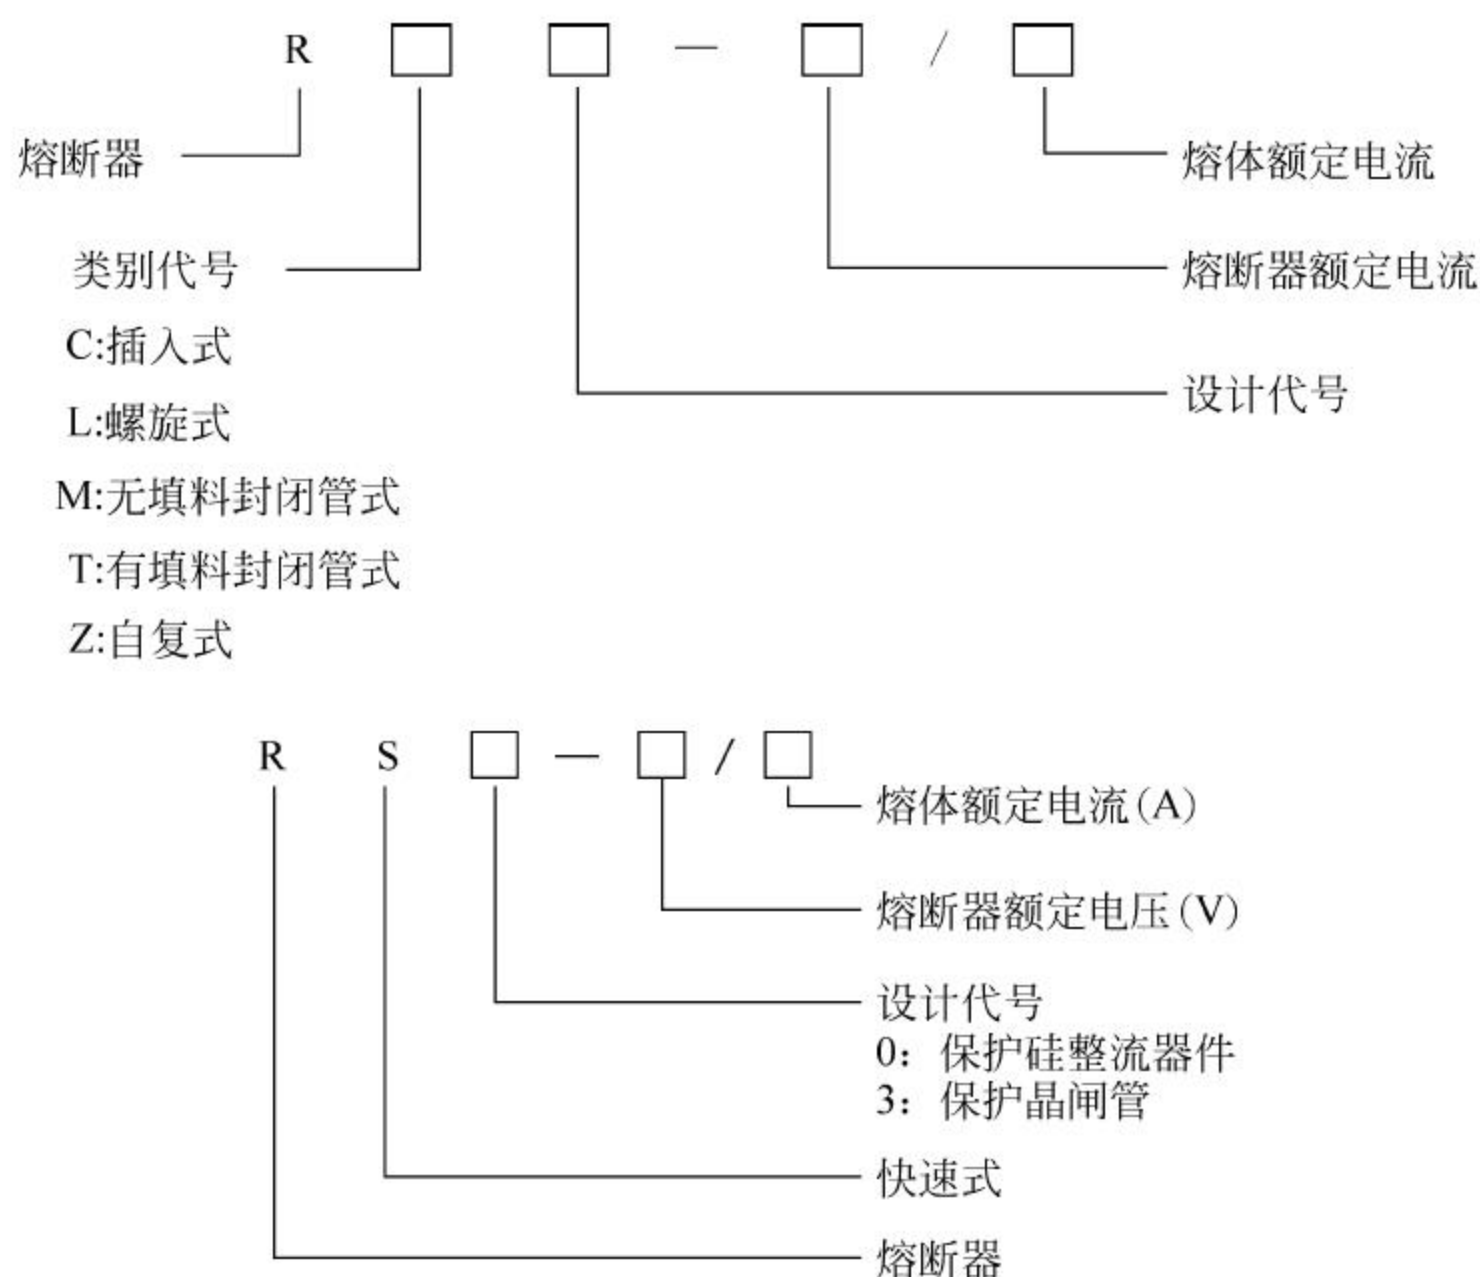 R □ □ — □ / □
熔断器
熔体额定电流
类别代号
熔断器额定电流
C:插入式
设计代号
L:螺旋式
M:无填料封闭管式
T:有填料封闭管式
Z:自复式
R S □ — □ / □
熔体额定电流(A)
熔断器额定电压(V)
设计代号
0：保护硅整流器件
3：保护晶闸管
快速式
熔断器